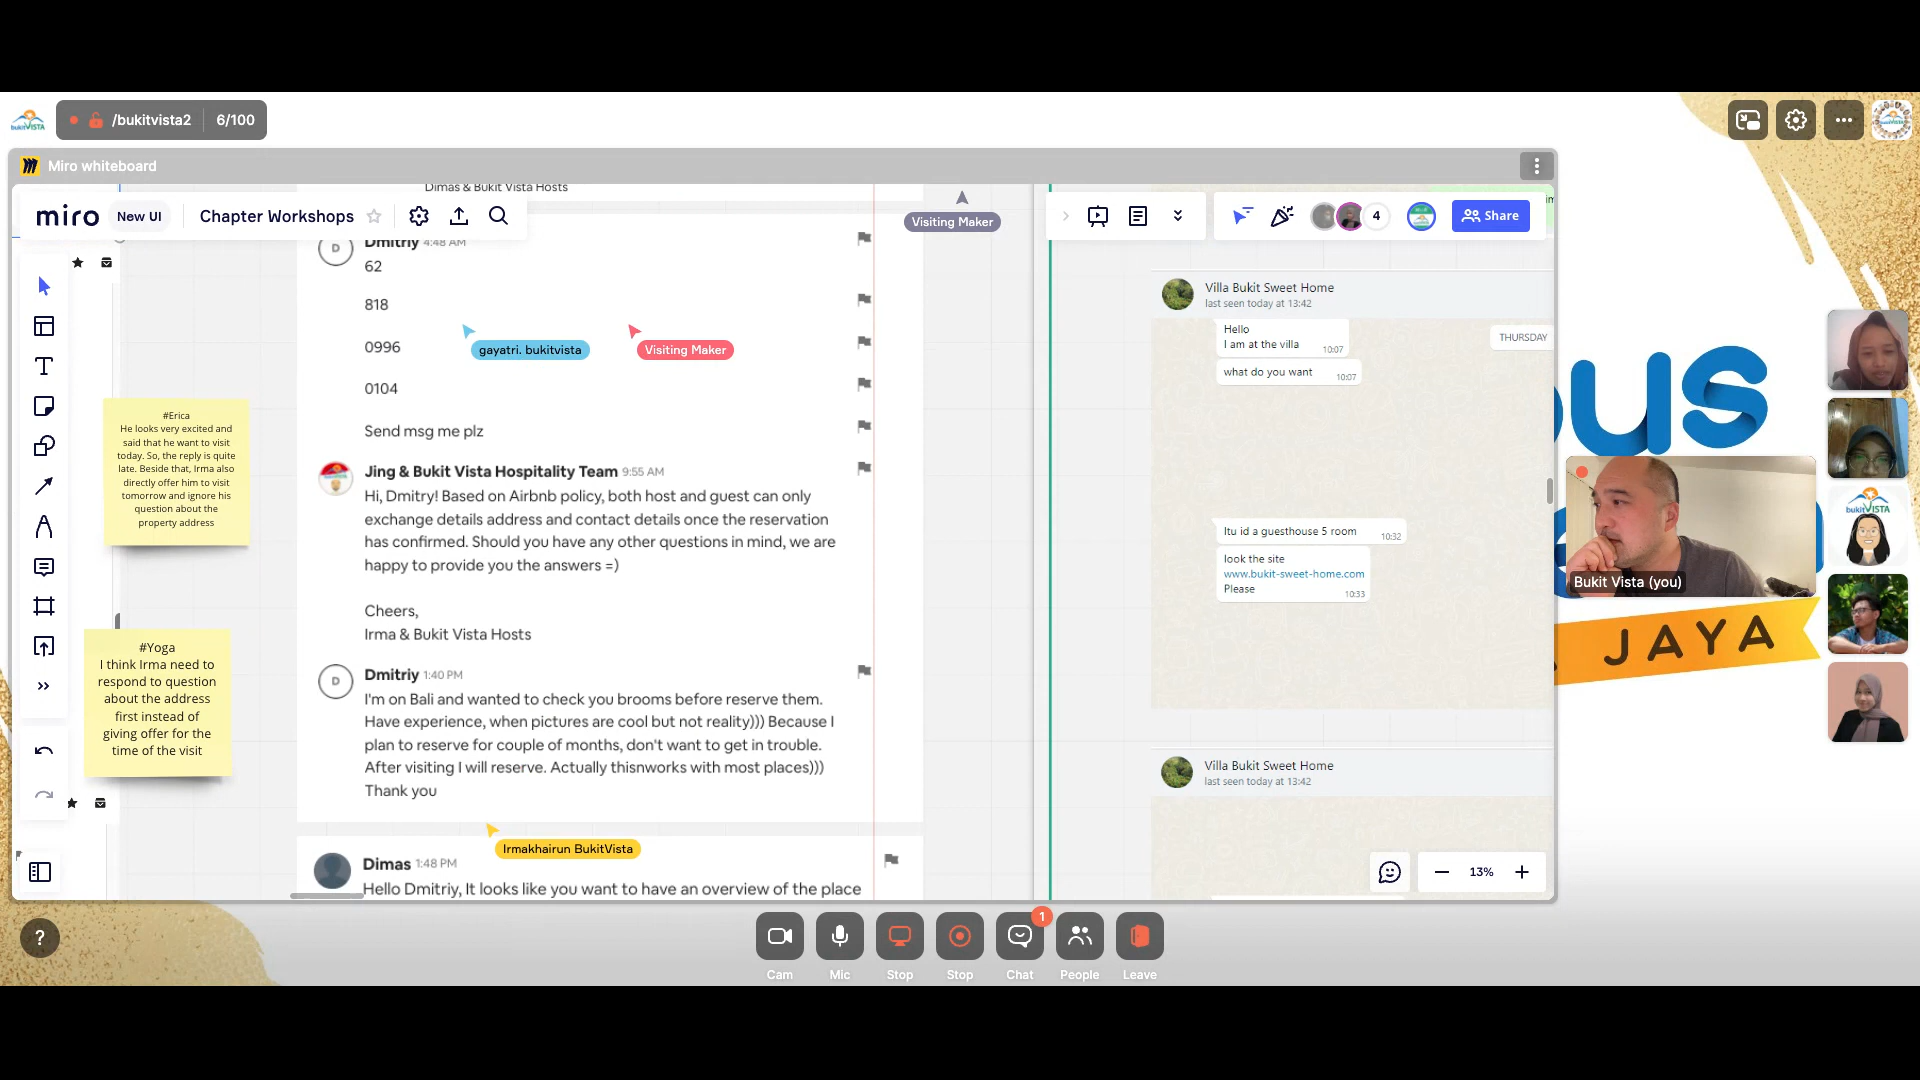 bukitVISTA
/bukitvista2
6/100
Miro whiteboard
Dimas & Bukit Vista Hosts
miro
New UI
Chapter Workshops
Visiting Maker
4
Share
Dmitriy 4:48 AM
D
62
818
0996
0104
Send msg me plz
gayatri. bukitvista
Visiting Maker
#Erica
He looks very excited and
said that he want to visit
today. So, the reply is quite
late. Beside that, Irma also
directly offer him to visit
tomorrow and ignore his
question about the
property address
#Yoga
I think Irma need to
respond to question
about the address
first instead of
giving offer for the
time of the visit
Jing & Bukit Vista Hospitality Team 9:55 AM
Hi, Dmitry! Based on Airbnb policy, both host and guest can only
exchange details address and contact details once the reservation
has confirmed. Should you have any other questions in mind, we are
happy to provide you the answers =)
Cheers,
Irma & Bukit Vista Hosts
D
Dmitriy 1:40 PM
I'm on Bali and wanted to check you brooms before reserve them.
Have experience, when pictures are cool but not reality))) Because I
plan to reserve for couple of months, don't want to get in trouble.
After visiting I will reserve. Actually thisnworks with most places)))
Thank you
Irmakhairun BukitVista
Dimas 1:48 PM
Hello Dmitriy, It looks like you want to have an overview of the place
Villa Bukit Sweet Home
last seen today at 13:42
THURSDAY
Hello
I am at the villa 10:07
what do you want 10:07
Itu id a guesthouse 5 room 10:32
look the site
www.bukit-sweet-home.com
Please 10:33
Villa Bukit Sweet Home
last seen today at 13:42
13%
bukitVISTA
Bukit Vista (you)
JAYA
?
1
Cam
Mic
Stop
Stop
Chat
People
Leave